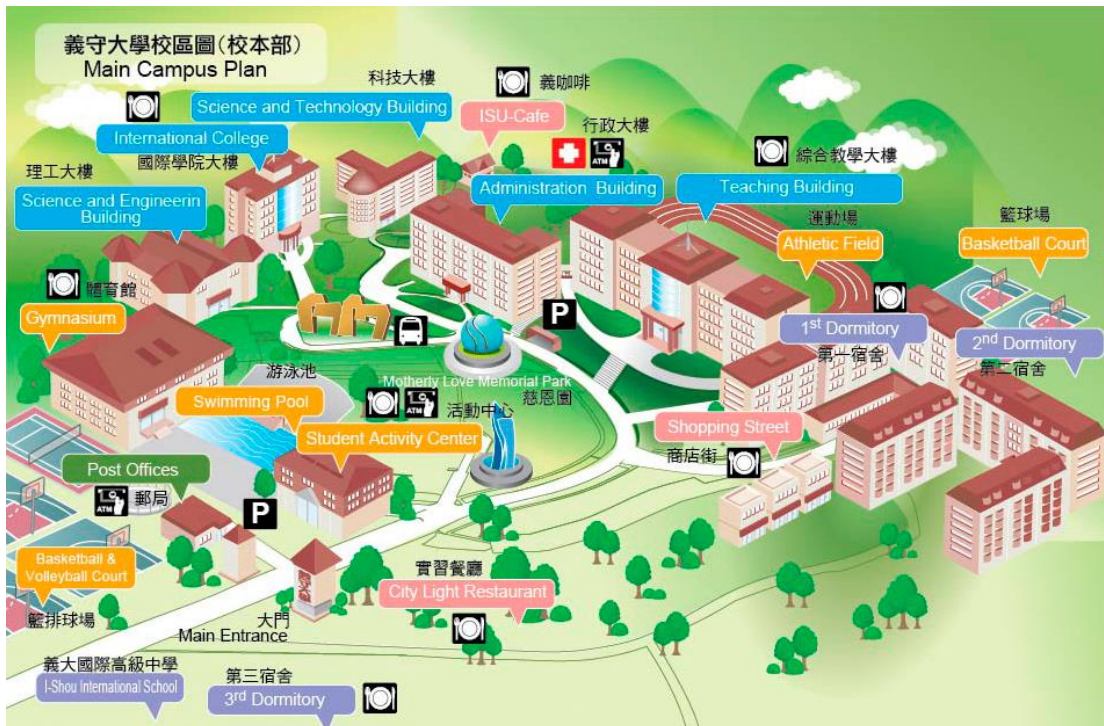 義守大學校區圖(校本部)
Main Campus Plan
科技大樓
Science and Technology Building
義咖啡
ISU-Cafe
International College
國際學院大樓
行政大樓
ATM
Administration Building
綜合教學大樓
Teaching Building
理工大樓
Science and Engineerin
Building
運動場
Athletic Field
籃球場
Basketball Court
體育館
Gymnasium
P
1st Dormitory
第一宿舍
2nd Dormitory
第二宿舍
Motherly Love Memorial Park
慈恩園
游泳池
Swimming Pool
ATM
活動中心
Student Activity Center
Shopping Street
商店街
Post Offices
ATM
郵局
P
Basketball &
Volleyball Court
籃排球場
大門
Main Entrance
實習餐廳
City Light Restaurant
義大國際高級中學
I-Shou International School
第三宿舍
3rd Dormitory